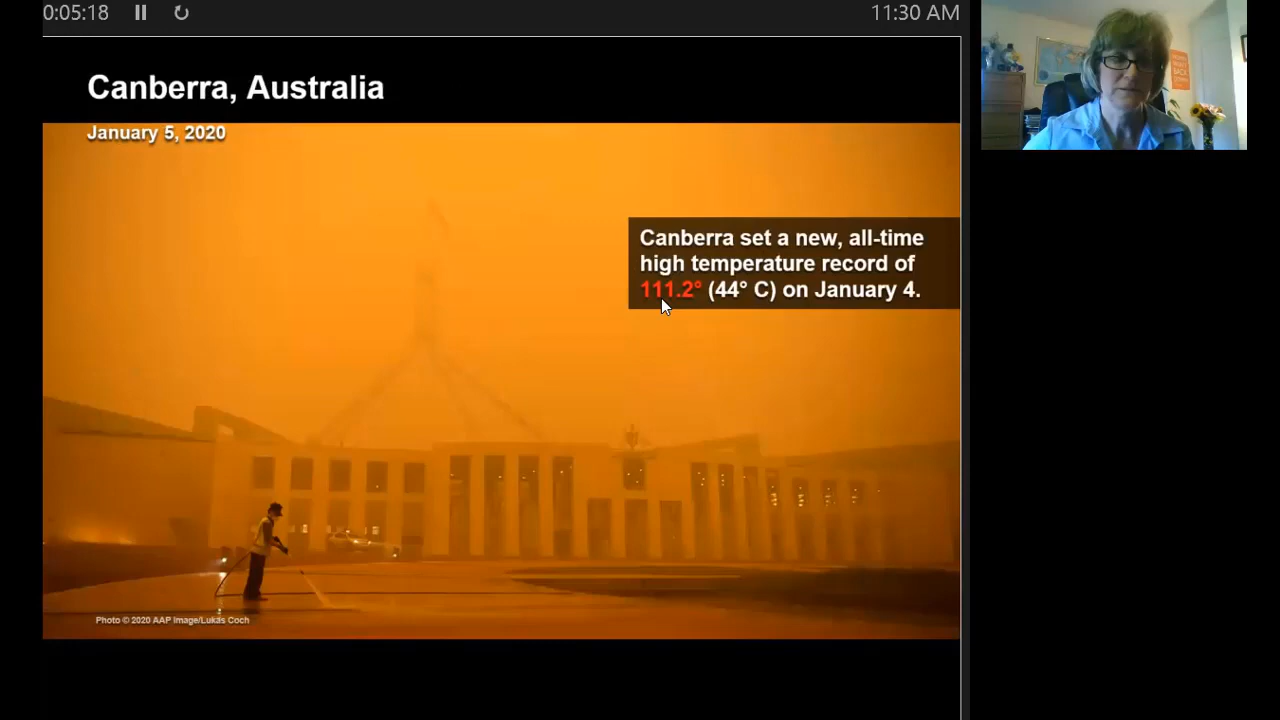 0:05:18
11:30 AM
Canberra, Australia
January 5, 2020
Canberra set a new, all-time
high temperature record of
111.2° (44° C) on January 4.
Photo © 2020 AAP Image/Lukas Coch